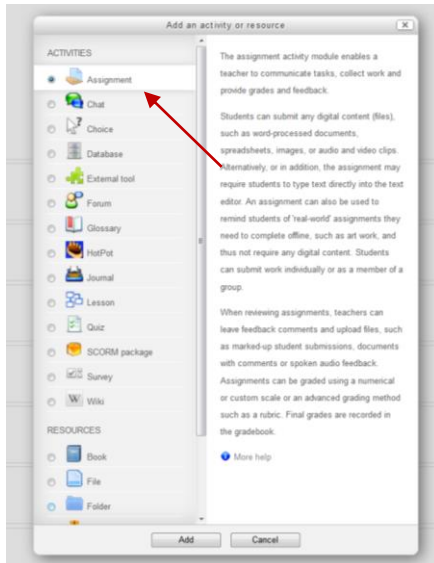 Add an activity or resource
ACTIVITIES
Assignment
Chat
Choice
Database
External tool
Forum
Glossary
HotPot
Journal
Lesson
Quiz
SCORM package
Survey
Wiki
RESOURCES
Book
File
Folder
The assignment activity module enables a
teacher to communicate tasks, collect work and
provide grades and feedback.
Students can submit any digital content (files),
such as word-processed documents,
spreadsheets, images, or audio and video clips.
Alternatively, or in addition, the assignment may
require students to type text directly into the text
editor. An assignment can also be used to
remind students of 'real-world' assignments they
need to complete offline, such as art work, and
thus not require any digital content. Students
can submit work individually or as a member of a
group.
When reviewing assignments, teachers can
leave feedback comments and upload files, such
as marked-up student submissions, documents
with comments or spoken audio feedback.
Assignments can be graded using a numerical
or custom scale or an advanced grading method
such as a rubric. Final grades are recorded in
the gradebook.
More help
Add
Cancel